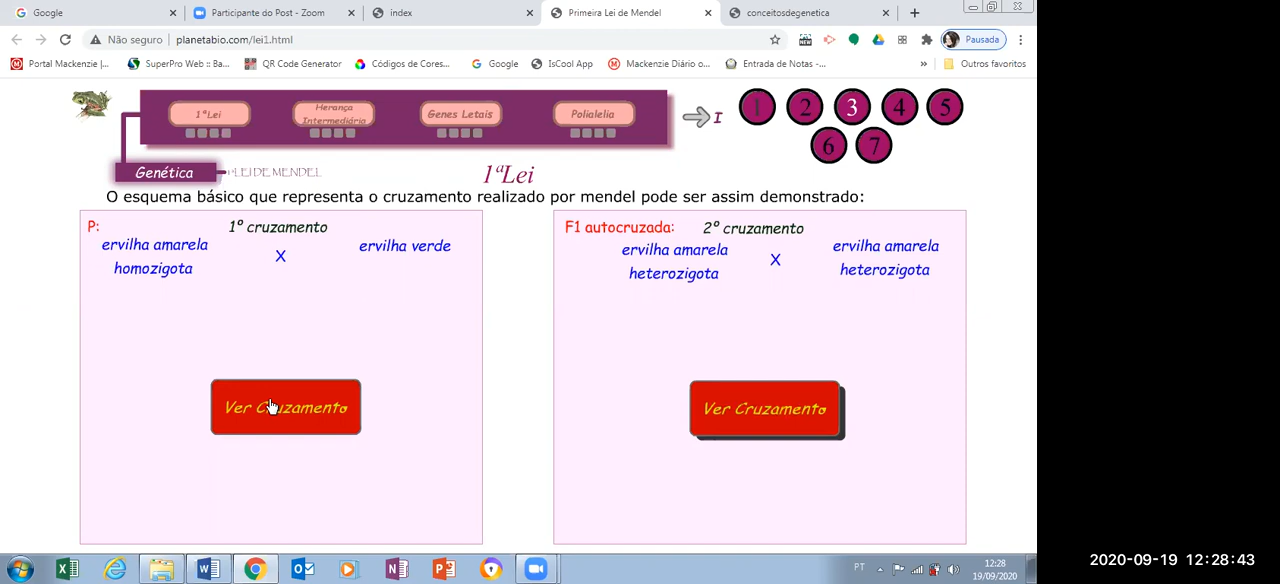 Google
Participante do Post - Zoom
index
Primeira Lei de Mendel
conceitosdegenetica
Não seguro | planetabio.com/lei1.html
Pausada
Portal Mackenzie |...
SuperPro Web :: Ba...
QR Code Generator
Códigos de Cores...
Google
IsCool App
Mackenzie Diário o...
Entrada de Notas -...
»
Outros favoritos
1ªLei
Herança Intermediária
Genes Letais
Polialelia
I
1 2 3 4 5
6 7
Genética
1ªLEI DE MENDEL
1ªLei
O esquema básico que representa o cruzamento realizado por mendel pode ser assim demonstrado:
P: 1º cruzamento
ervilha amarela homozigota
X
ervilha verde
Ver Cruzamento
F1 autocruzada: 2º cruzamento
ervilha amarela heterozigota
X
ervilha amarela heterozigota
Ver Cruzamento
PT
12:28
19/09/2020
2020-09-19 12:28:43